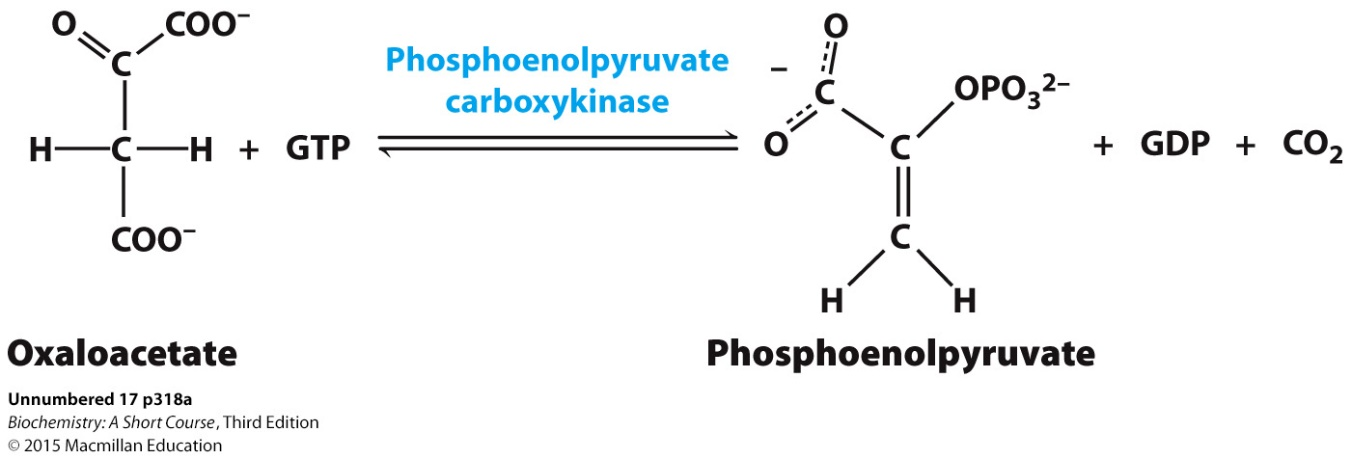 O COO⁻
C
H—C—H + GTP
COO⁻
Phosphoenolpyruvate
carboxykinase
O
–
C OPO₃²⁻
O C
C
H H
+ GDP + CO₂
Oxaloacetate
Phosphoenolpyruvate
Unnumbered 17 p318a
Biochemistry: A Short Course, Third Edition
© 2015 Macmillan Education